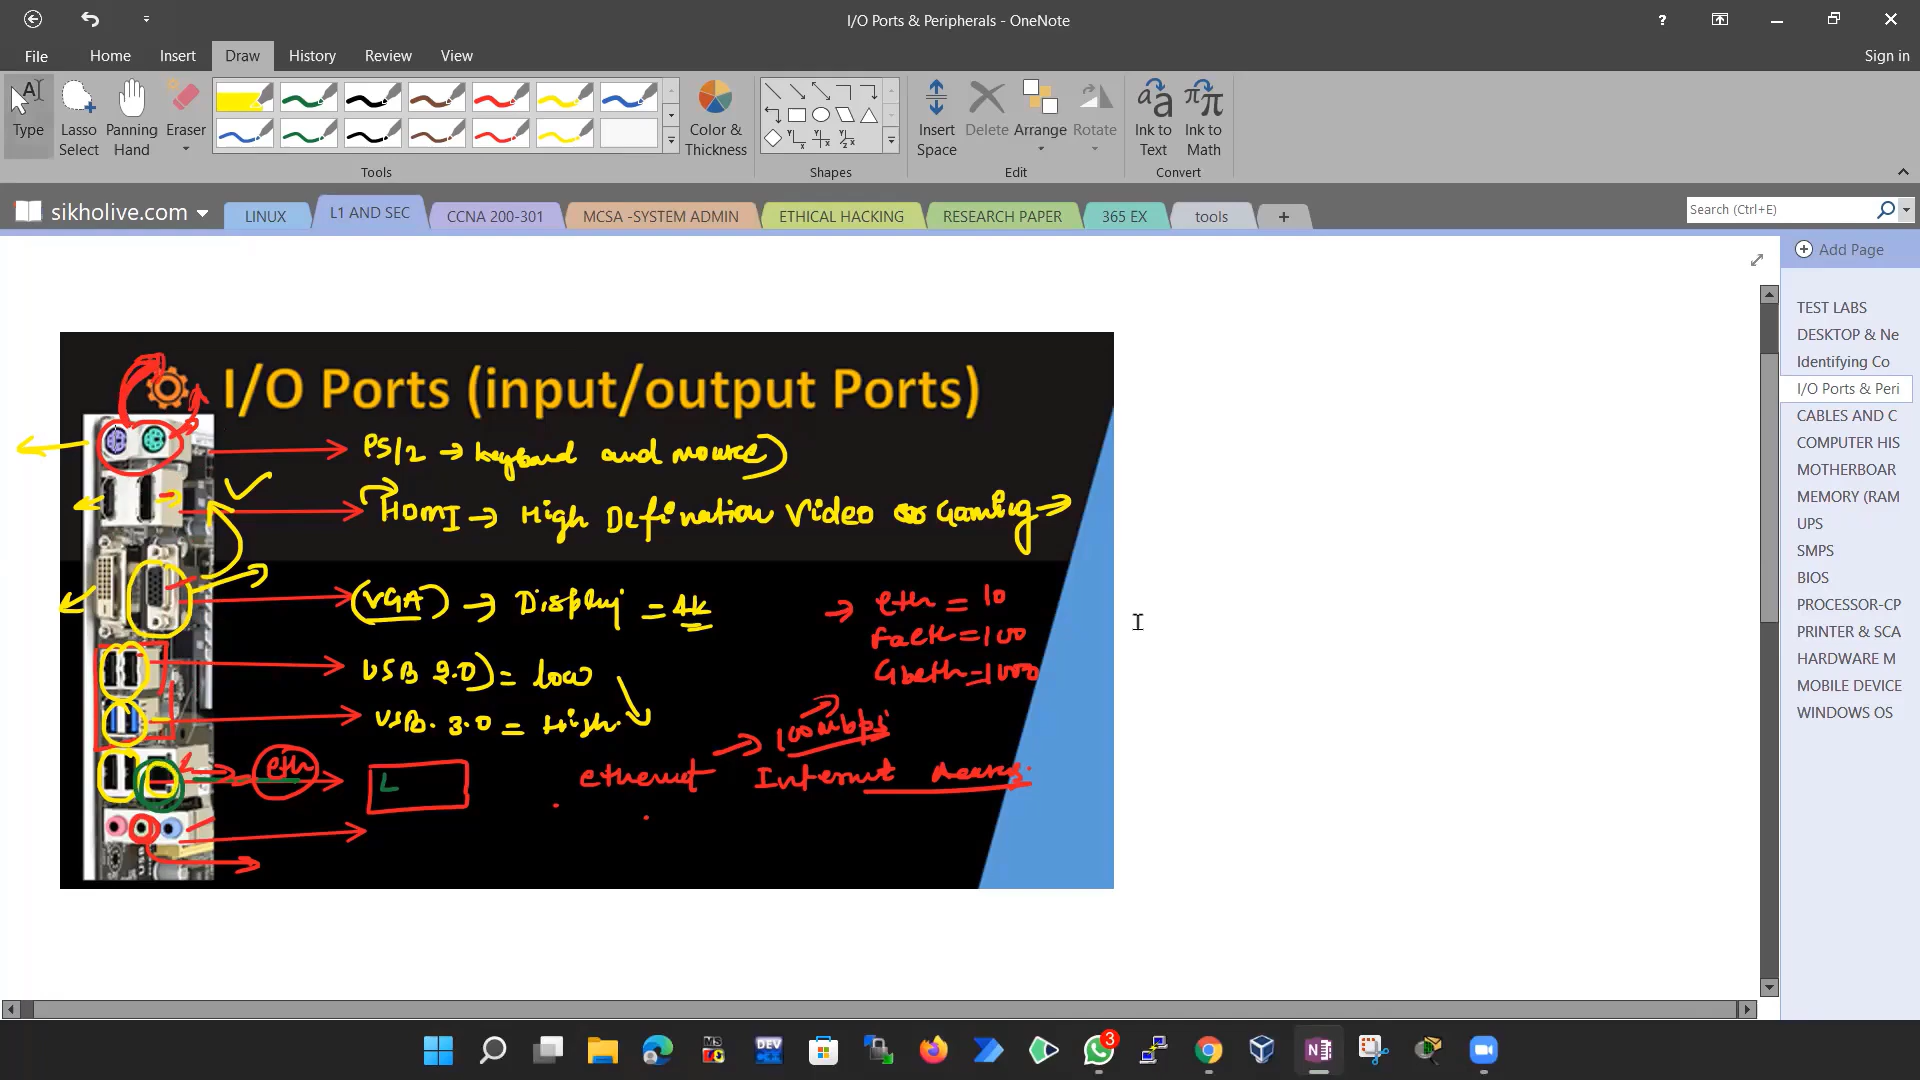 I/O Ports & Peripherals - OneNote
?
File
Home
Insert
Draw
History
Review
View
Sign in
Type
Lasso
Select
Panning
Hand
Eraser
Color &
Thickness
Insert
Space
Delete
Arrange
Rotate
Ink to
Text
Ink to
Math
Tools
Shapes
Edit
Convert
sikholive.com
LINUX
L1 AND SEC
CCNA 200-301
MCSA -SYSTEM ADMIN
ETHICAL HACKING
RESEARCH PAPER
365 EX
tools
+
Search (Ctrl+E)
Add Page
TEST LABS
DESKTOP & Ne
Identifying Co
I/O Ports & Peri
CABLES AND C
COMPUTER HIS
MOTHERBOAR
MEMORY (RAM
UPS
SMPS
BIOS
PROCESSOR-CP
PRINTER & SCA
HARDWARE M
MOBILE DEVICE
WINDOWS OS
I/O Ports (input/output Ports)
PS/2 → keyboard and mouse)
HDMI → High Defination Video Gaming →
(VGA) → Display = 4k
→ eth = 10
Faeth = 100
Gbeth = 1000
USB 2.0) = low
USB. 3.0 = High
→ 100mbps
eth
L
ethernet Internet
3